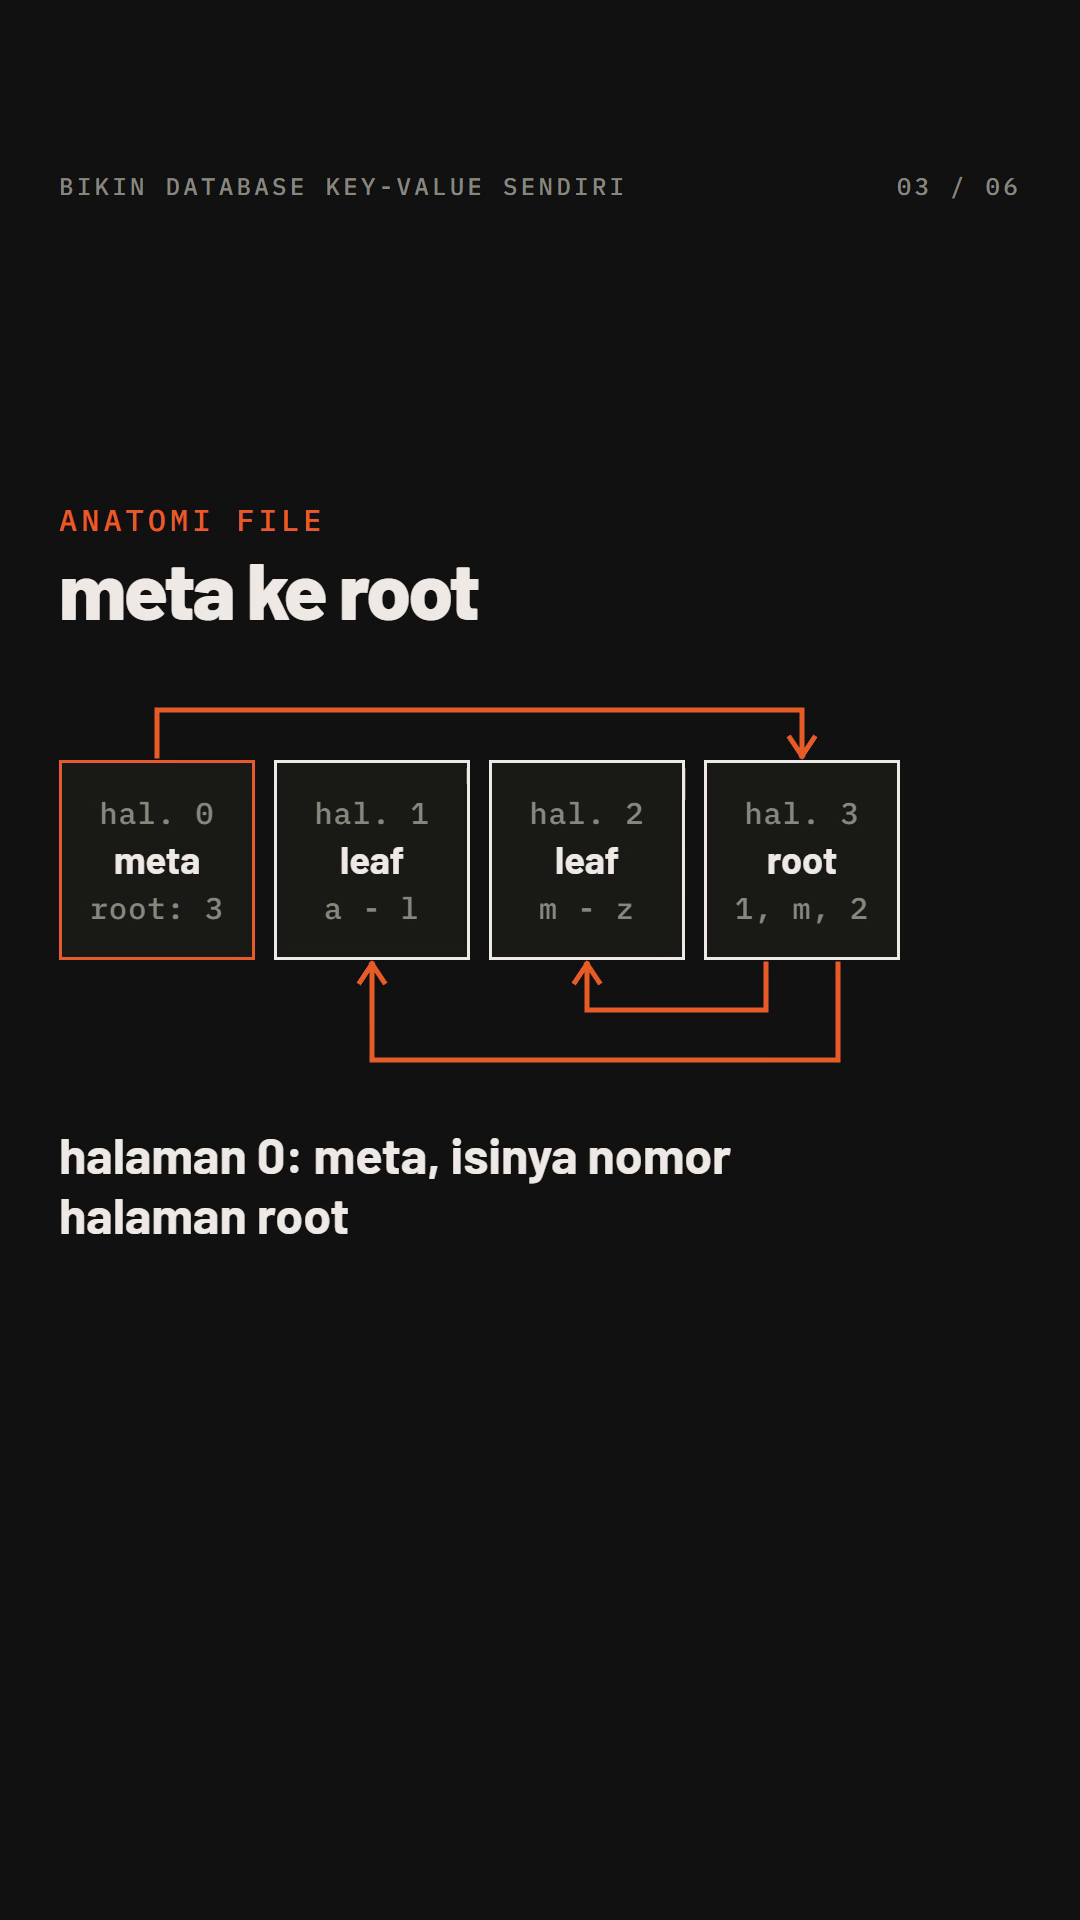 BIKIN DATABASE KEY-VALUE SENDIRI
03 / 06
ANATOMI FILE
meta ke root
hal. 0
meta
root: 3
hal. 1
leaf
a - l
hal. 2
leaf
m - z
hal. 3
root
1, m, 2
halaman 0: meta, isinya nomor
halaman root